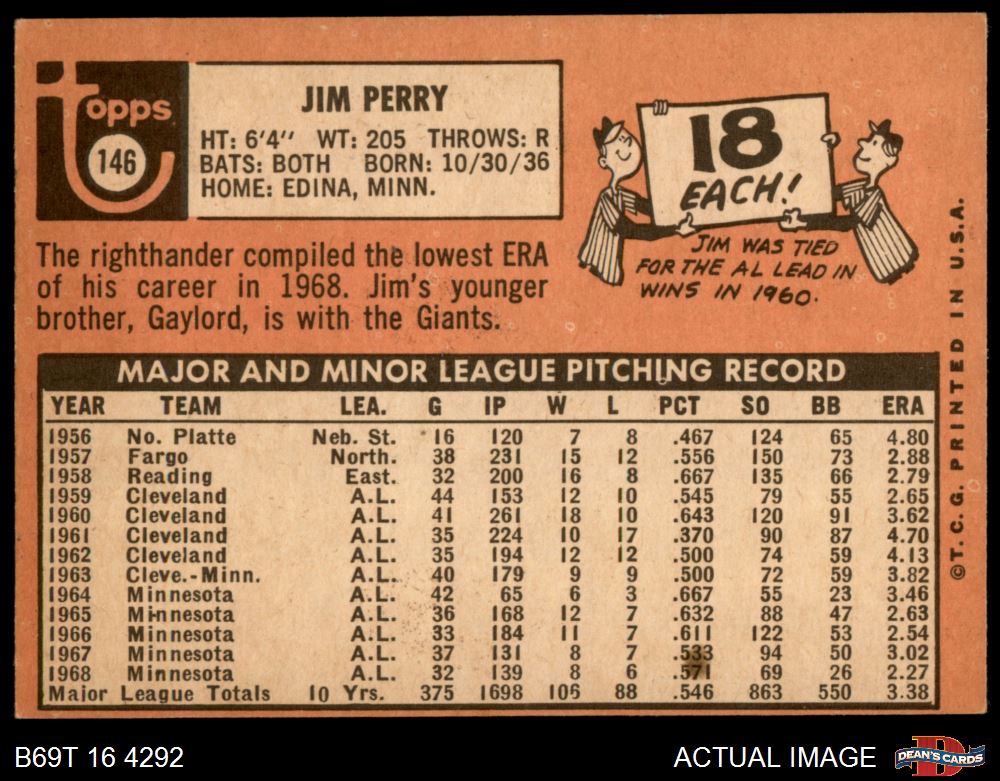 topps
146
JIM PERRY
HT: 6'4'' WT: 205 THROWS: R
BATS: BOTH BORN: 10/30/36
HOME: EDINA, MINN.
18
EACH!
JIM WAS TIED
FOR THE AL LEAD IN
WINS IN 1960.
The righthander compiled the lowest ERA
of his career in 1968. Jim's younger
brother, Gaylord, is with the Giants.
MAJOR AND MINOR LEAGUE PITCHING RECORD
YEAR TEAM LEA. G IP W L PCT SO BB ERA
1956 No. Platte Neb. St. 16 120 7 8 .467 124 65 4.80
1957 Fargo North. 38 231 15 12 .556 150 73 2.88
1958 Reading East. 32 200 16 8 .667 135 66 2.79
1959 Cleveland A.L. 44 153 12 10 .545 79 55 2.65
1960 Cleveland A.L. 41 261 18 10 .643 120 91 3.62
1961 Cleveland A.L. 35 224 10 17 .370 90 87 4.70
1962 Cleveland A.L. 35 194 12 12 .500 74 59 4.13
1963 Cleve.-Minn. A.L. 40 179 9 9 .500 72 59 3.82
1964 Minnesota A.L. 42 65 6 3 .667 55 23 3.46
1965 Minnesota A.L. 36 168 12 7 .632 88 47 2.63
1966 Minnesota A.L. 33 184 11 7 .611 122 53 2.54
1967 Minnesota A.L. 37 131 8 7 .533 94 50 3.02
1968 Minnesota A.L. 32 139 8 6 .571 69 26 2.27
Major League Totals 10 Yrs. 375 1698 106 88 .546 863 550 3.38
© T. C. G. PRINTED IN U.S.A.
B69T 16 4292
ACTUAL IMAGE
DEAN'S CARDS